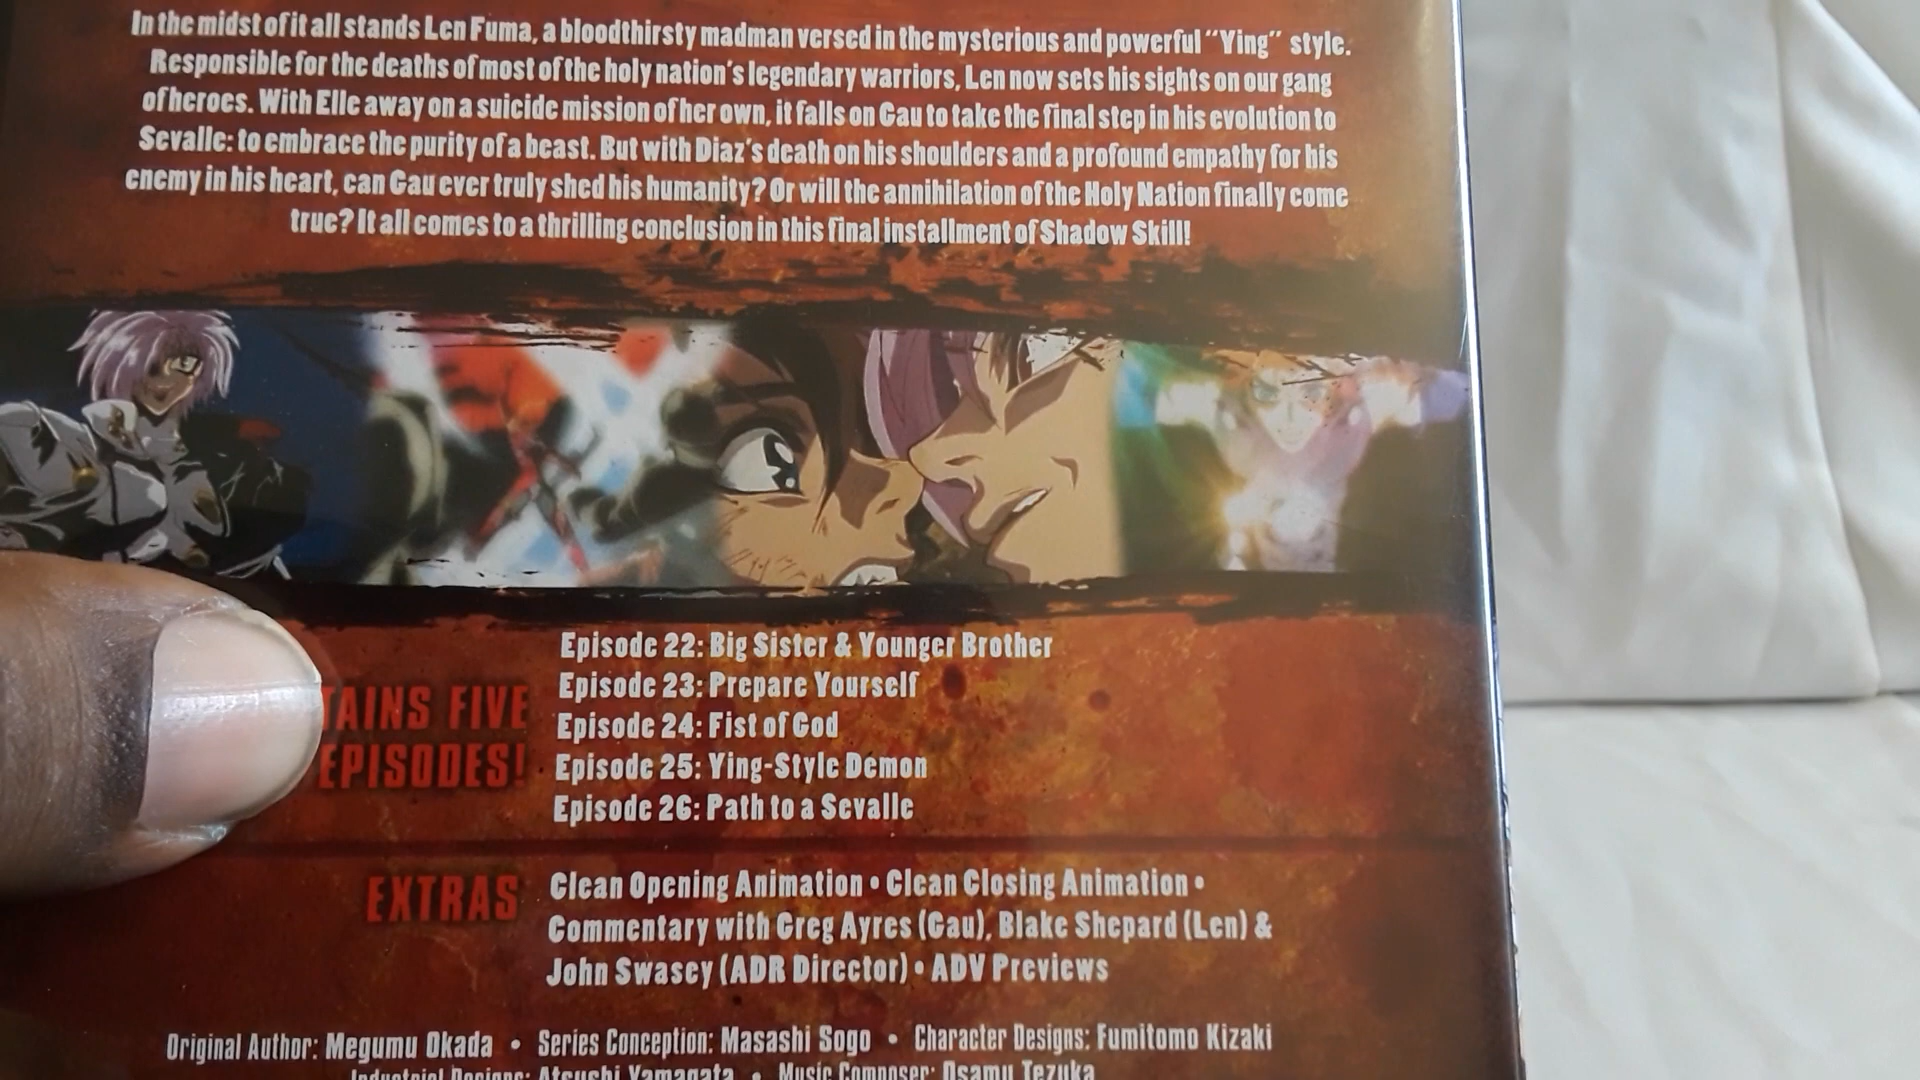 In the midst of it all stands Len Fuma, a bloodthirsty madman versed in the mysterious and powerful "Ying" style.
Responsible for the deaths of most of the holy nation's legendary warriors, Len now sets his sights on our gang
of heroes. With Elle away on a suicide mission of her own, it falls on Gau to take the final step in his evolution to
Sevalle: to embrace the purity of a beast. But with Diaz's death on his shoulders and a profound empathy for his
enemy in his heart, can Gau ever truly shed his humanity? Or will the annihilation of the Holy Nation finally come
true? It all comes to a thrilling conclusion in this final installment of Shadow Skill!
TAINS FIVE
EPISODES!
Episode 22: Big Sister & Younger Brother
Episode 23: Prepare Yourself
Episode 24: Fist of God
Episode 25: Ying-Style Demon
Episode 26: Path to a Sevalle
EXTRAS
Clean Opening Animation • Clean Closing Animation •
Commentary with Greg Ayres (Gau), Blake Shepard (Len) &
John Swasey (ADR Director) • ADV Previews
Original Author: Megumu Okada • Series Conception: Masashi Sogo • Character Designs: Fumitomo Kizaki
Industrial Designs: Atsushi Yamagata • Music Composer: Osamu Tezuka